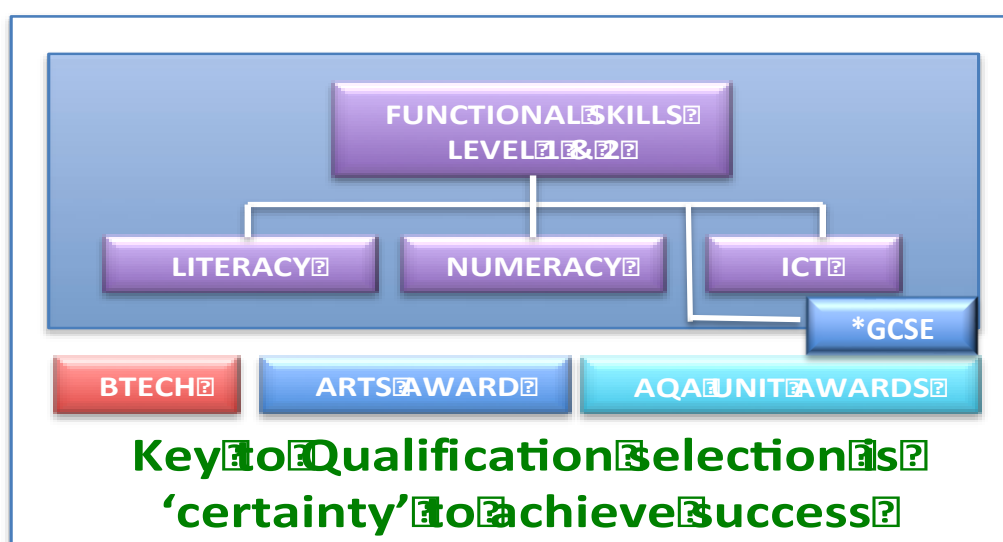 FUNCTIONAL SKILLS
LEVEL 1 & 2
LITERACY
NUMERACY
ICT
*GCSE
BTECH
ARTS AWARD
AQA UNIT AWARDS
Key to Qualification selection is
‘certainty’ to achieve success